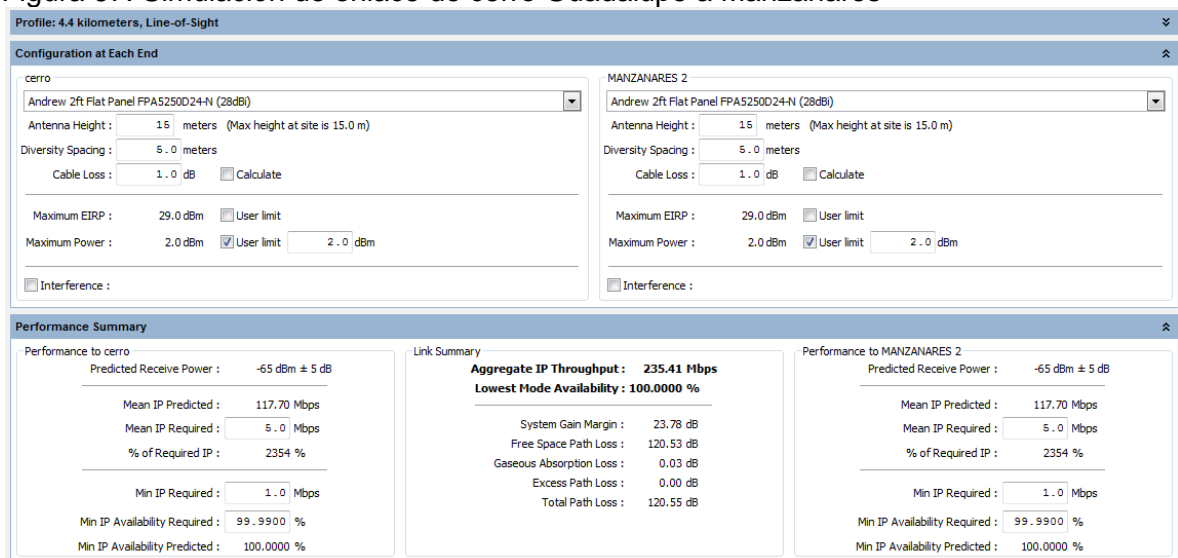 Figura 57. Simulación de enlace de cerro Guadalupe a Manzanares
Profile: 4.4 kilometers, Line-of-Sight
Configuration at Each End
cerro
Andrew 2ft Flat Panel FPA5250D24-N (28dBi)
Antenna Height : 15 meters (Max height at site is 15.0 m)
Diversity Spacing : 5.0 meters
Cable Loss : 1.0 dB Calculate
Maximum EIRP : 29.0 dBm User limit
Maximum Power : 2.0 dBm User limit 2.0 dBm
Interference :
MANZANARES 2
Andrew 2ft Flat Panel FPA5250D24-N (28dBi)
Antenna Height : 15 meters (Max height at site is 15.0 m)
Diversity Spacing : 5.0 meters
Cable Loss : 1.0 dB Calculate
Maximum EIRP : 29.0 dBm User limit
Maximum Power : 2.0 dBm User limit 2.0 dBm
Interference :
Performance Summary
Performance to cerro
Predicted Receive Power : -65 dBm ± 5 dB
Mean IP Predicted : 117.70 Mbps
Mean IP Required : 5.0 Mbps
% of Required IP : 2354 %
Min IP Required : 1.0 Mbps
Min IP Availability Required : 99.9900 %
Min IP Availability Predicted : 100.0000 %
Link Summary
Aggregate IP Throughput : 235.41 Mbps
Lowest Mode Availability : 100.0000 %
System Gain Margin : 23.78 dB
Free Space Path Loss : 120.53 dB
Gaseous Absorption Loss : 0.03 dB
Excess Path Loss : 0.00 dB
Total Path Loss : 120.55 dB
Performance to MANZANARES 2
Predicted Receive Power : -65 dBm ± 5 dB
Mean IP Predicted : 117.70 Mbps
Mean IP Required : 5.0 Mbps
% of Required IP : 2354 %
Min IP Required : 1.0 Mbps
Min IP Availability Required : 99.9900 %
Min IP Availability Predicted : 100.0000 %